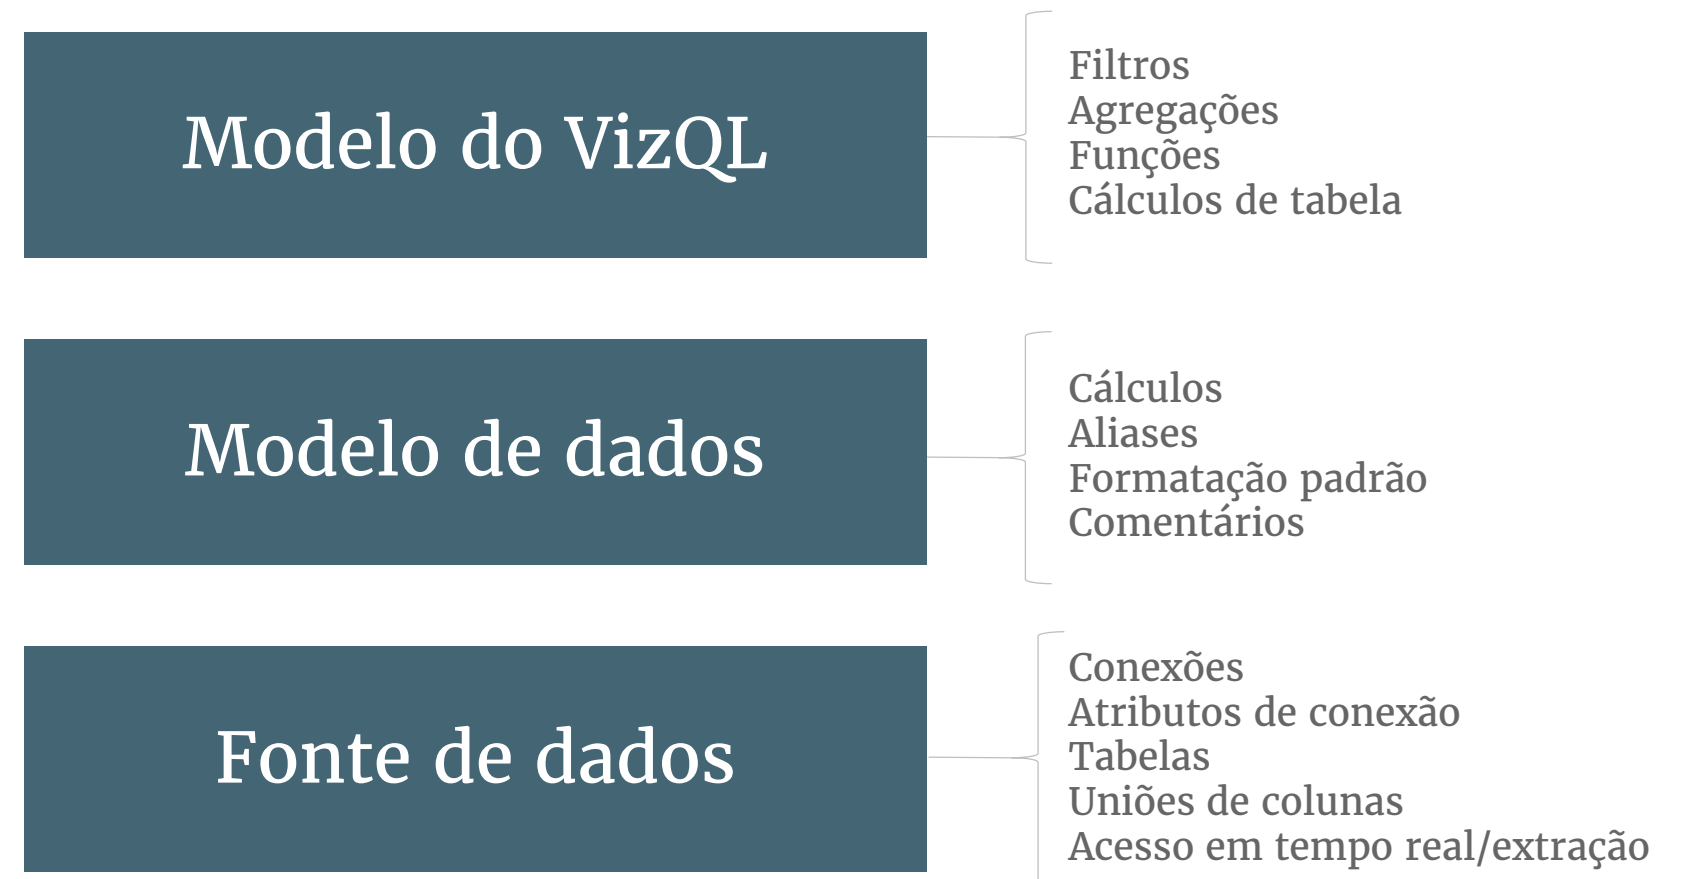 Modelo do VizQL
Filtros
Agregações
Funções
Cálculos de tabela
Modelo de dados
Cálculos
Aliases
Formatação padrão
Comentários
Fonte de dados
Conexões
Atributos de conexão
Tabelas
Uniões de colunas
Acesso em tempo real/extração